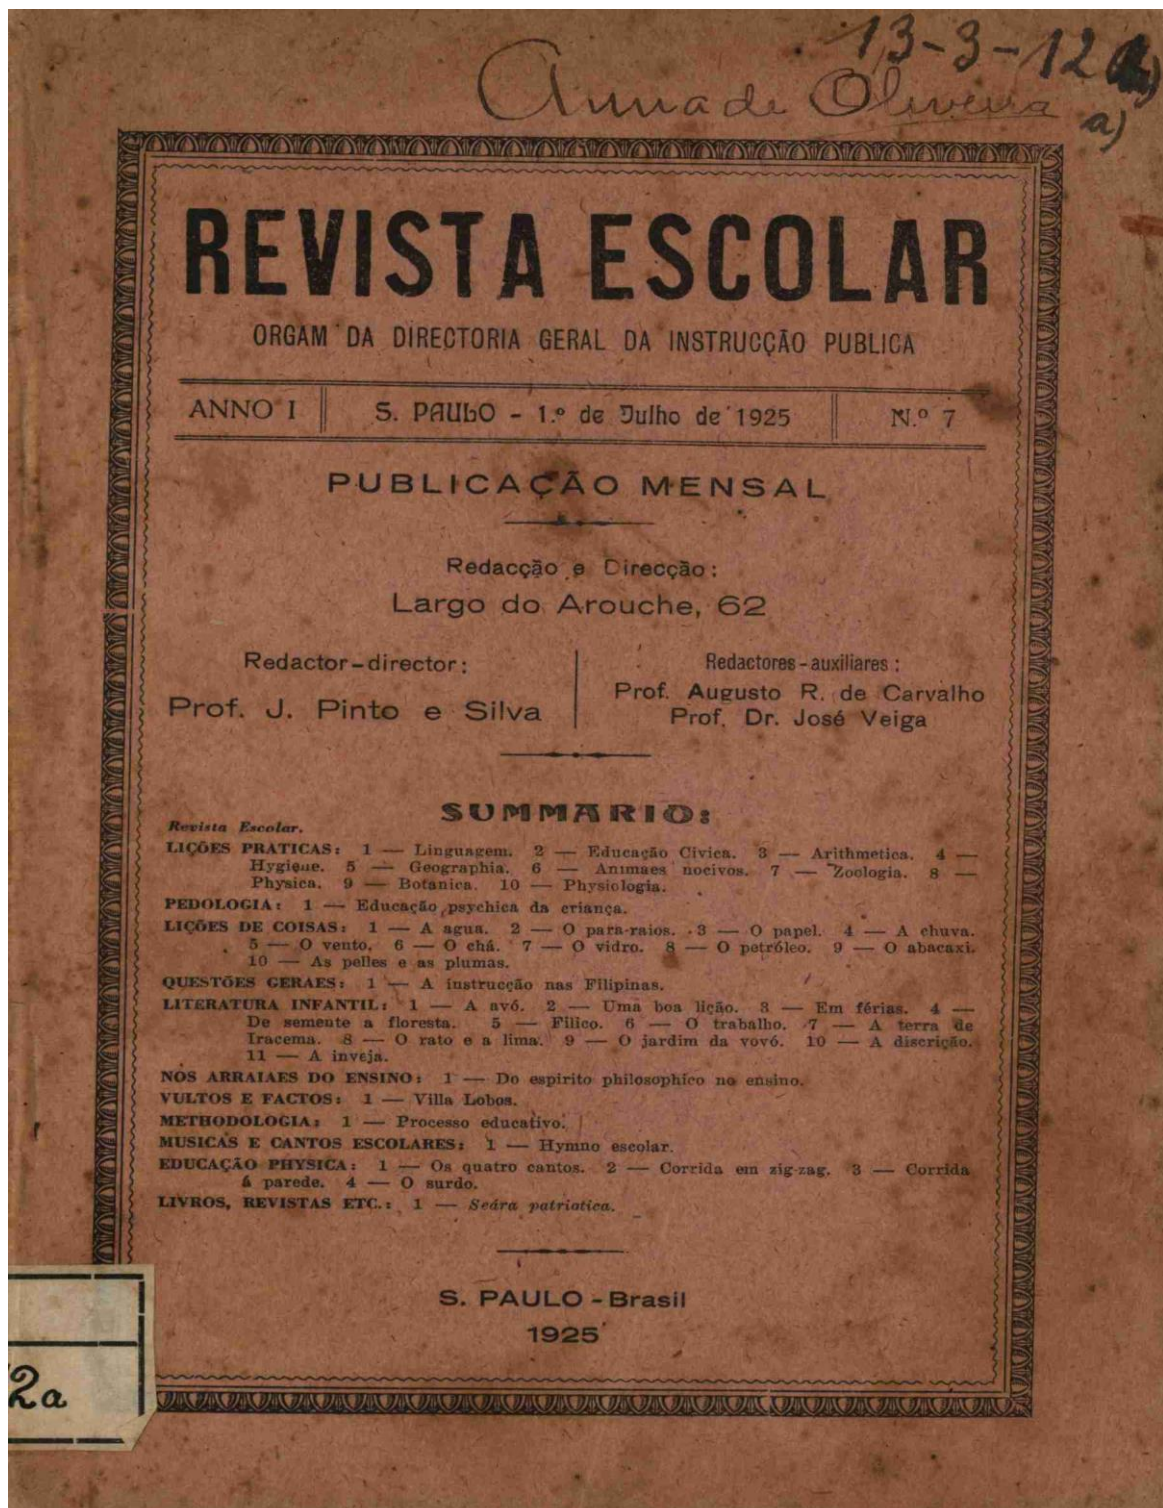 13-3-12
Anna de Oliveira
a)
REVISTA ESCOLAR
ORGAM DA DIRECTORIA GERAL DA INSTRUCÇÃO PUBLICA
ANNO I S. PAULO - 1.º de Julho de 1925 N.º 7
PUBLICAÇÃO MENSAL
Redacção e Direcção:
Largo do Arouche, 62
Redactor-director:
Prof. J. Pinto e Silva
Redactores-auxiliares:
Prof. Augusto R. de Carvalho
Prof. Dr. José Veiga
SUMMARIO:
Revista Escolar.
LIÇÕES PRATICAS: 1 — Linguagem. 2 — Educação Cívica. 3 — Arithmetica. 4 —
Hygiene. 5 — Geographia. 6 — Animaes nocivos. 7 — Zoologia. 8 —
Physica. 9 — Botanica. 10 — Physiologia.
PEDOLOGIA: 1 — Educação psychica da criança.
LIÇÕES DE COISAS: 1 — A agua. 2 — O para-raios. 3 — O papel. 4 — A chuva.
5 — O vento. 6 — O chá. 7 — O vidro. 8 — O petróleo. 9 — O abacaxi.
10 — As pelles e as plumas.
QUESTÕES GERAES: 1 — A instrucção nas Filipinas.
LITERATURA INFANTIL: 1 — A avó. 2 — Uma boa lição. 3 — Em férias. 4 —
De semente a floresta. 5 — Filico. 6 — O trabalho. 7 — A terra de
Iracema. 8 — O rato e a lima. 9 — O jardim da vovó. 10 — A discrição.
11 — A inveja.
NOS ARRAIAES DO ENSINO: 1 — Do espirito philosophico no ensino.
VULTOS E FACTOS: 1 — Villa Lobos.
METHODOLOGIA: 1 — Processo educativo.
MUSICAS E CANTOS ESCOLARES: 1 — Hymno escolar.
EDUCAÇÃO PHYSICA: 1 — Os quatro cantos. 2 — Corrida em zig-zag. 3 — Corrida
á parede. 4 — O surdo.
LIVROS, REVISTAS ETC.: 1 — Seára patriotica.
S. PAULO - Brasil
1925
2a